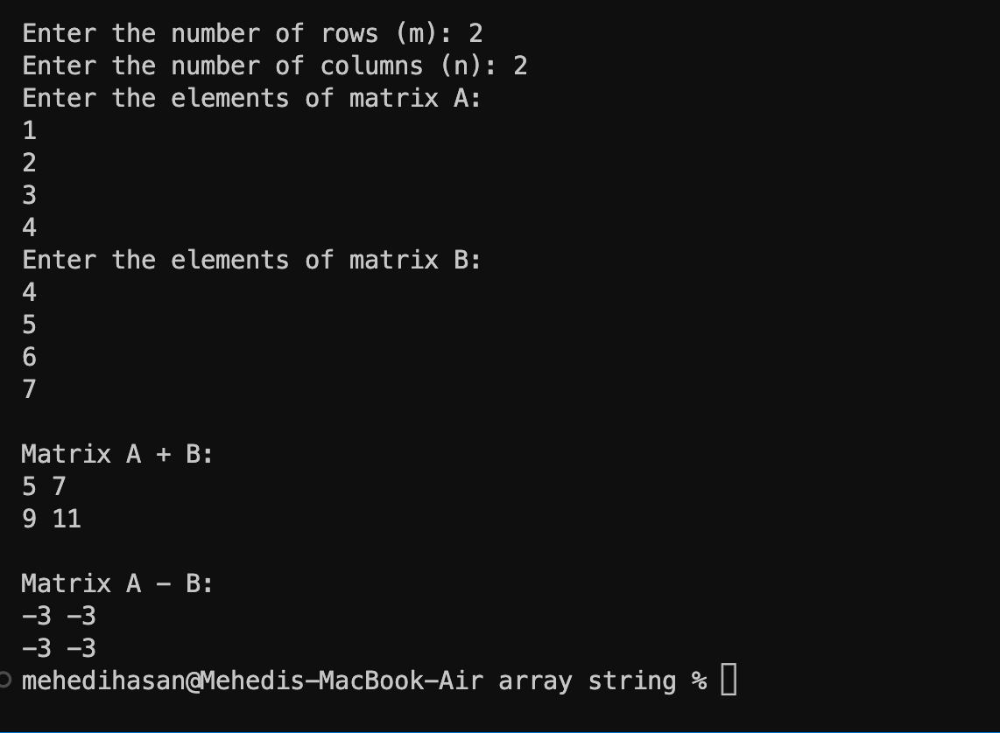 Enter the number of rows (m): 2
Enter the number of columns (n): 2
Enter the elements of matrix A:
1
2
3
4
Enter the elements of matrix B:
4
5
6
7
Matrix A + B:
5 7
9 11
Matrix A - B:
-3 -3
-3 -3
mehedihasan@Mehedis-MacBook-Air array string %